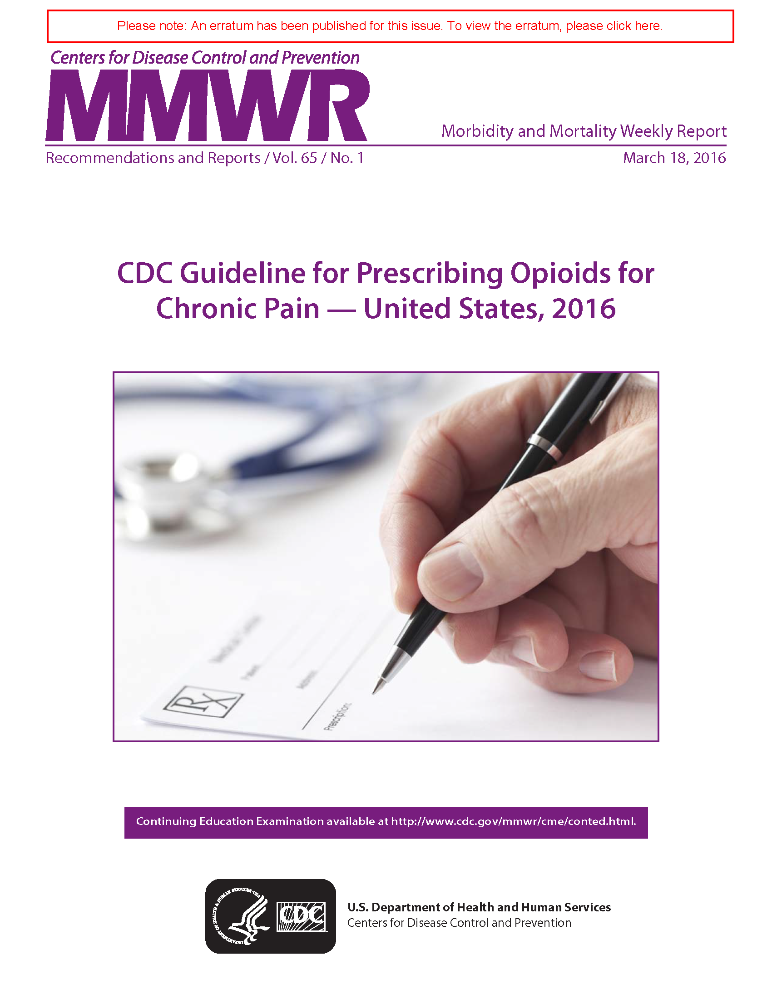 Please note: An erratum has been published for this issue. To view the erratum, please click here.
Centers for Disease Control and Prevention
MMWR
Morbidity and Mortality Weekly Report
Recommendations and Reports / Vol. 65 / No. 1
March 18, 2016
CDC Guideline for Prescribing Opioids for
Chronic Pain — United States, 2016
Patient
Address
Rx
Prescription:
Continuing Education Examination available at http://www.cdc.gov/mmwr/cme/conted.html.
DEPARTMENT OF HEALTH & HUMAN SERVICES·USA
CDC
U.S. Department of Health and Human Services
Centers for Disease Control and Prevention